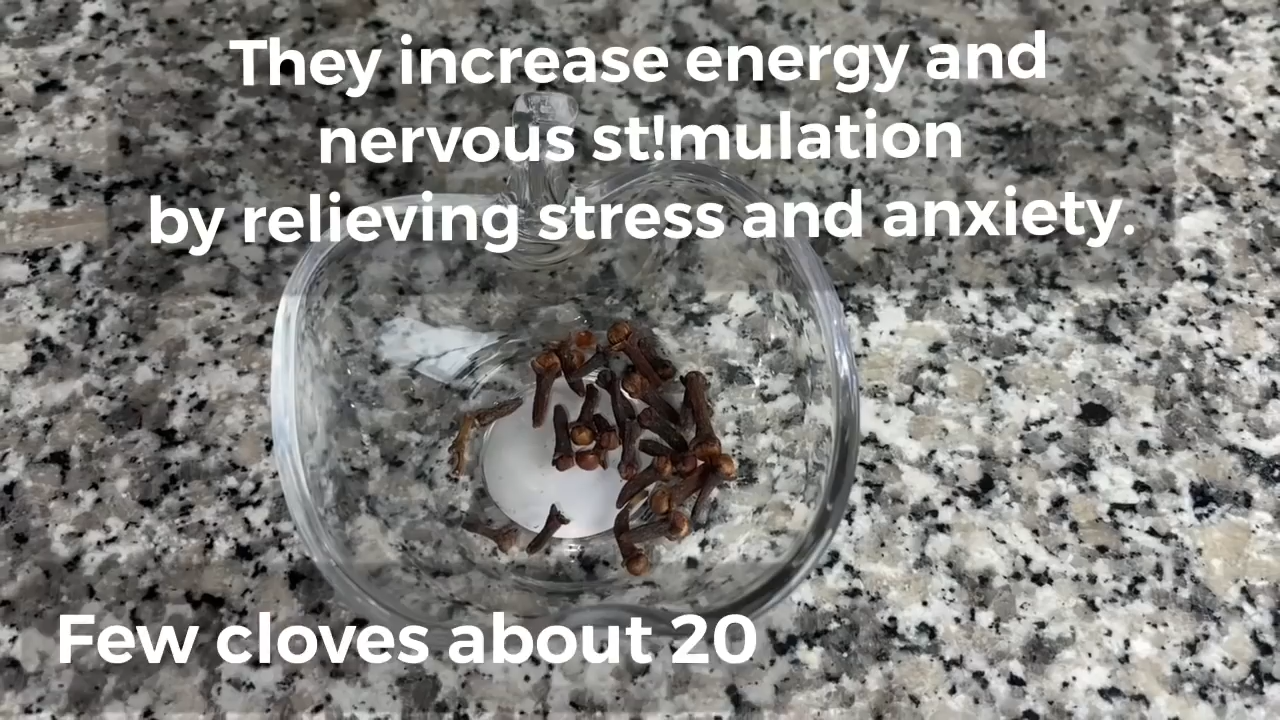 They increase energy and
nervous st!mulation
by relieving stress and anxiety.
Few cloves about 20